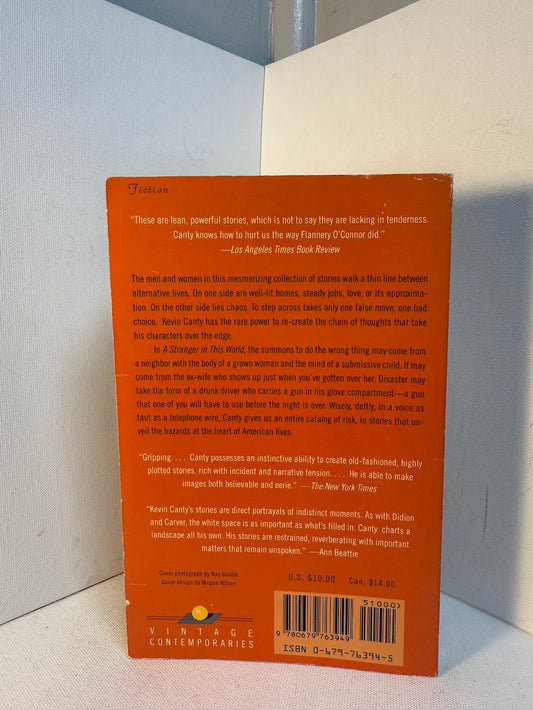 Fiction
"These are lean, powerful stories, which is not to say they are lacking in tenderness.
Canty knows how to hurt us the way Flannery O'Connor did."
—Los Angeles Times Book Review
The men and women in this mesmerizing collection of stories walk a thin line between
alternative lives. On one side are well-lit homes, steady jobs, love, or its approxima-
tion. On the other side lies chaos. To step across takes only one false move, one bad
choice. Kevin Canty has the rare power to re-create the chain of thoughts that take
his characters over the edge.
In A Stranger in This World, the summons to do the wrong thing may come from
a neighbor with the body of a grown woman and the mind of a submissive child. It may
come from the ex-wife who shows up just when you've gotten over her. Disaster may
take the form of a drunk driver who carries a gun in his glove compartment—a gun
that one of you will have to use before the night is over. Wisely, deftly, in a voice as
taut as a telephone wire, Canty gives us an entire catalog of risk, in stories that un-
veil the hazards at the heart of American lives.
"Gripping. . . . Canty possesses an instinctive ability to create old-fashioned, highly
plotted stories, rich with incident and narrative tension. . . . He is able to make
images both believable and eerie." —The New York Times
"Kevin Canty's stories are direct portrayals of indistinct moments. As with Didion
and Carver, the white space is as important as what's filled in. Canty charts a
landscape all his own. His stories are restrained, reverberating with important
matters that remain unspoken." —Ann Beattie
Cover photograph by Nan Goldin
Cover design by Megan Wilson
U.S. $10.00 Can. $14.00
VINTAGE
CONTEMPORARIES
51000>
9 780679 763949
ISBN 0-679-76394-5